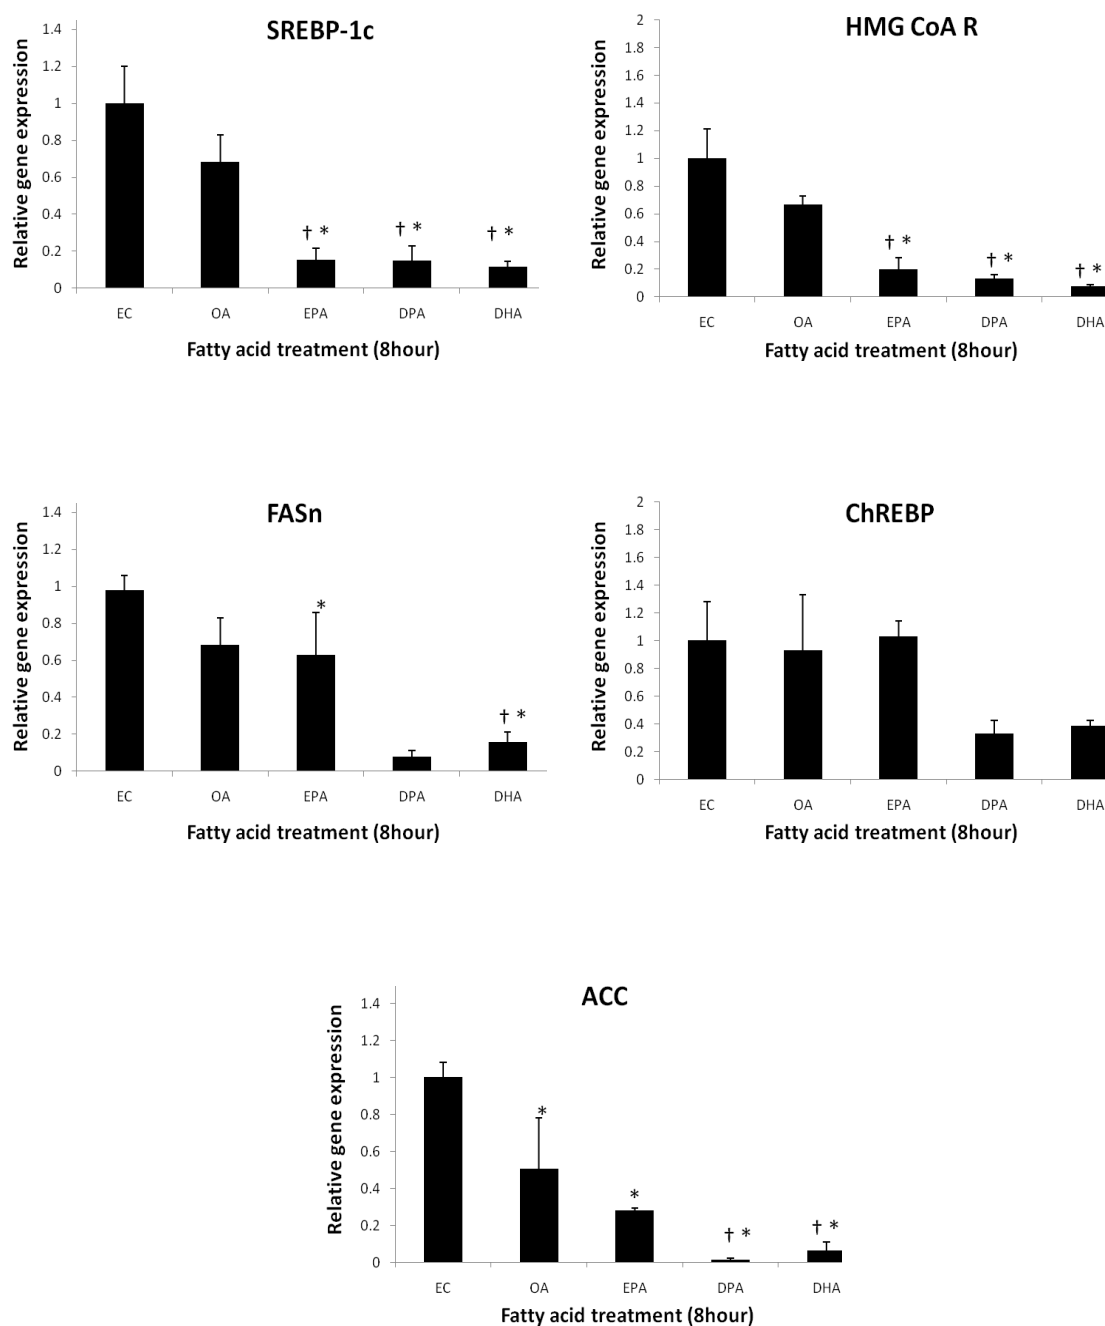 SREBP-1c
Relative gene expression
1.4
1.2
1
0.8
0.6
0.4
0.2
0
† *
† *
† *
EC OA EPA DPA DHA
Fatty acid treatment (8hour)
HMG CoA R
Relative gene expression
2
1.8
1.6
1.4
1.2
1
0.8
0.6
0.4
0.2
0
† *
† *
† *
EC OA EPA DPA DHA
Fatty acid treatment (8hour)
FASn
Relative gene expression
1.4
1.2
1
0.8
0.6
0.4
0.2
0
*
† *
EC OA EPA DPA DHA
Fatty acid treatment (8hour)
ChREBP
Relative gene expression
2
1.8
1.6
1.4
1.2
1
0.8
0.6
0.4
0.2
0
EC OA EPA DPA DHA
Fatty acid treatment (8hour)
ACC
Relative gene expression
1.4
1.2
1
0.8
0.6
0.4
0.2
0
*
*
† *
† *
EC OA EPA DPA DHA
Fatty acid treatment (8hour)